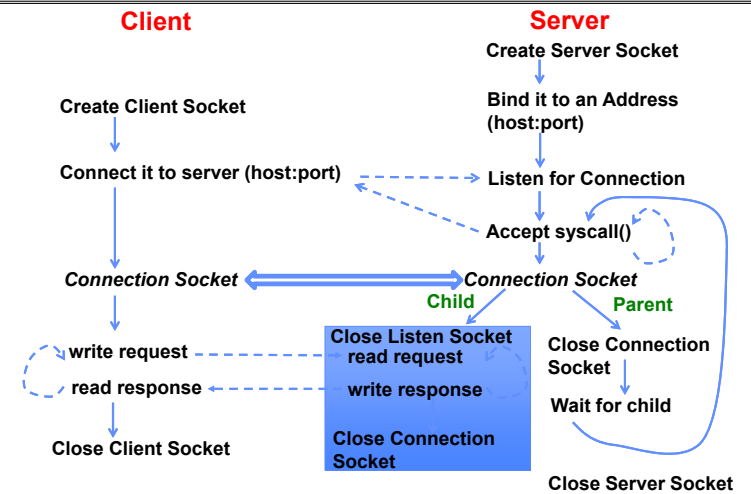 Client
Server
Create Server Socket
Create Client Socket
Bind it to an Address
(host:port)
Connect it to server (host:port)
Listen for Connection
Accept syscall()
Connection Socket
Connection Socket
Child
Parent
Close Listen Socket
read request
write request
Close Connection
Socket
read response
write response
Wait for child
Close Client Socket
Close Connection
Socket
Close Server Socket